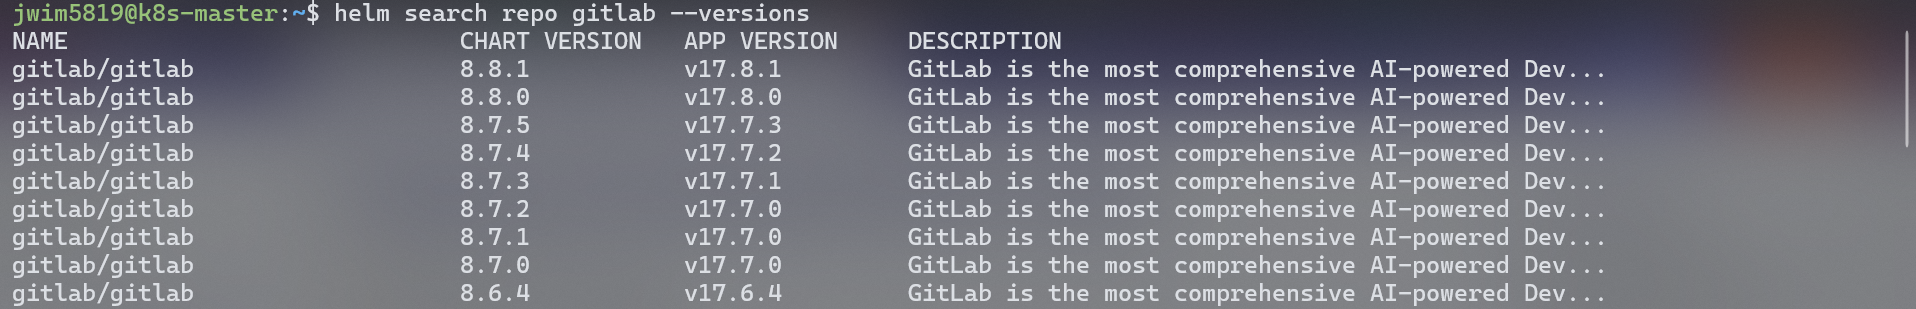 jwim5819@k8s-master:~$ helm search repo gitlab --versions
NAME CHART VERSION APP VERSION DESCRIPTION
gitlab/gitlab 8.8.1 v17.8.1 GitLab is the most comprehensive AI-powered Dev...
gitlab/gitlab 8.8.0 v17.8.0 GitLab is the most comprehensive AI-powered Dev...
gitlab/gitlab 8.7.5 v17.7.3 GitLab is the most comprehensive AI-powered Dev...
gitlab/gitlab 8.7.4 v17.7.2 GitLab is the most comprehensive AI-powered Dev...
gitlab/gitlab 8.7.3 v17.7.1 GitLab is the most comprehensive AI-powered Dev...
gitlab/gitlab 8.7.2 v17.7.0 GitLab is the most comprehensive AI-powered Dev...
gitlab/gitlab 8.7.1 v17.7.0 GitLab is the most comprehensive AI-powered Dev...
gitlab/gitlab 8.7.0 v17.7.0 GitLab is the most comprehensive AI-powered Dev...
gitlab/gitlab 8.6.4 v17.6.4 GitLab is the most comprehensive AI-powered Dev...